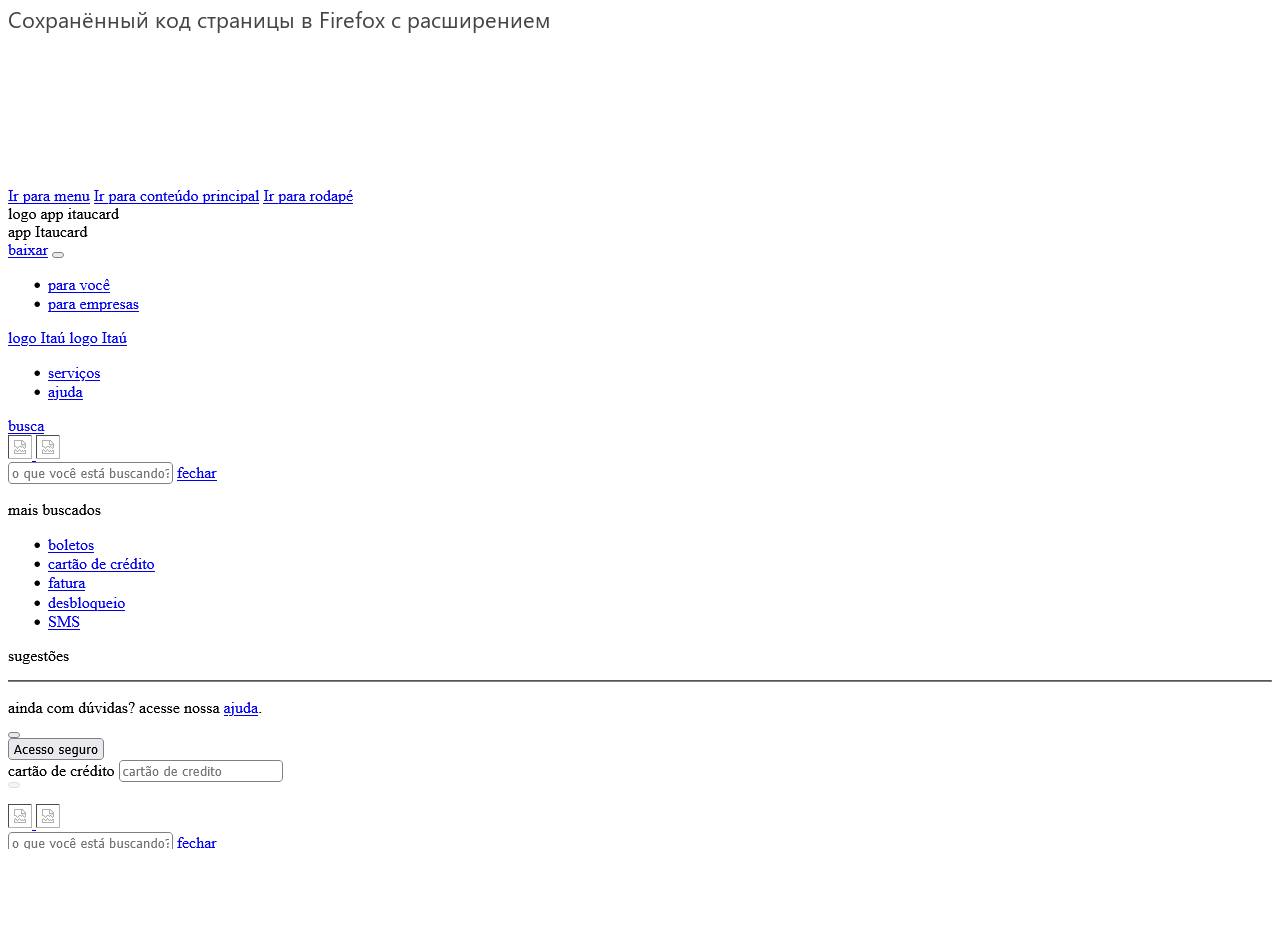 Сохранённый код страницы в Firefox с расширением
Ir para menu Ir para conteúdo principal Ir para rodapé
logo app itaucard
app Itaucard
baixar
para você
para empresas
logo Itaú logo Itaú
serviços
ajuda
busca
o que você está buscando? fechar
mais buscados
boletos
cartão de crédito
fatura
desbloqueio
SMS
sugestões
ainda com dúvidas? acesse nossa ajuda.
Acesso seguro
cartão de crédito cartão de credito
o que você está buscando? fechar